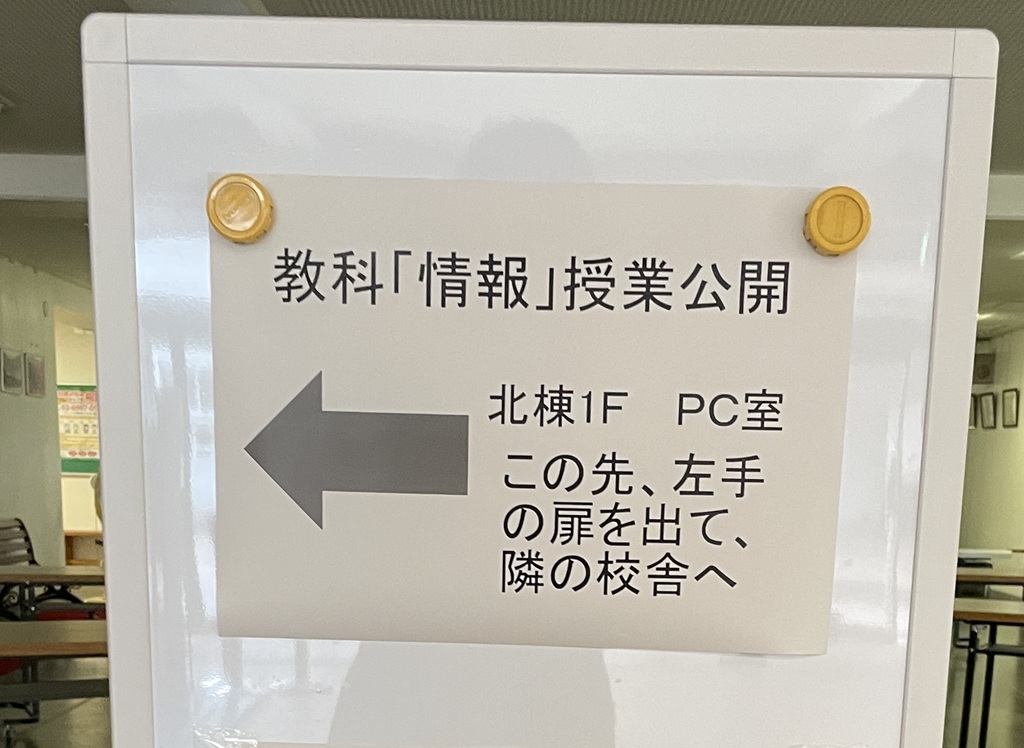 教科「情報」授業公開
北棟1F　PC室
この先、左手
の扉を出て、
隣の校舎へ